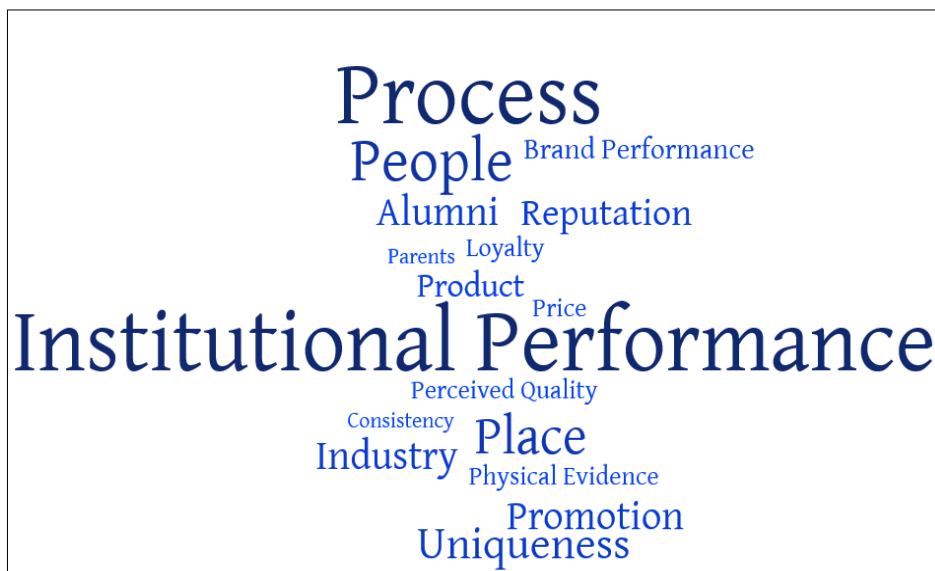 Process
People
Brand Performance
Alumni
Reputation
Loyalty
Parents
Product
Price
Institutional Performance
Perceived Quality
Consistency
Place
Industry
Physical Evidence
Promotion
Uniqueness